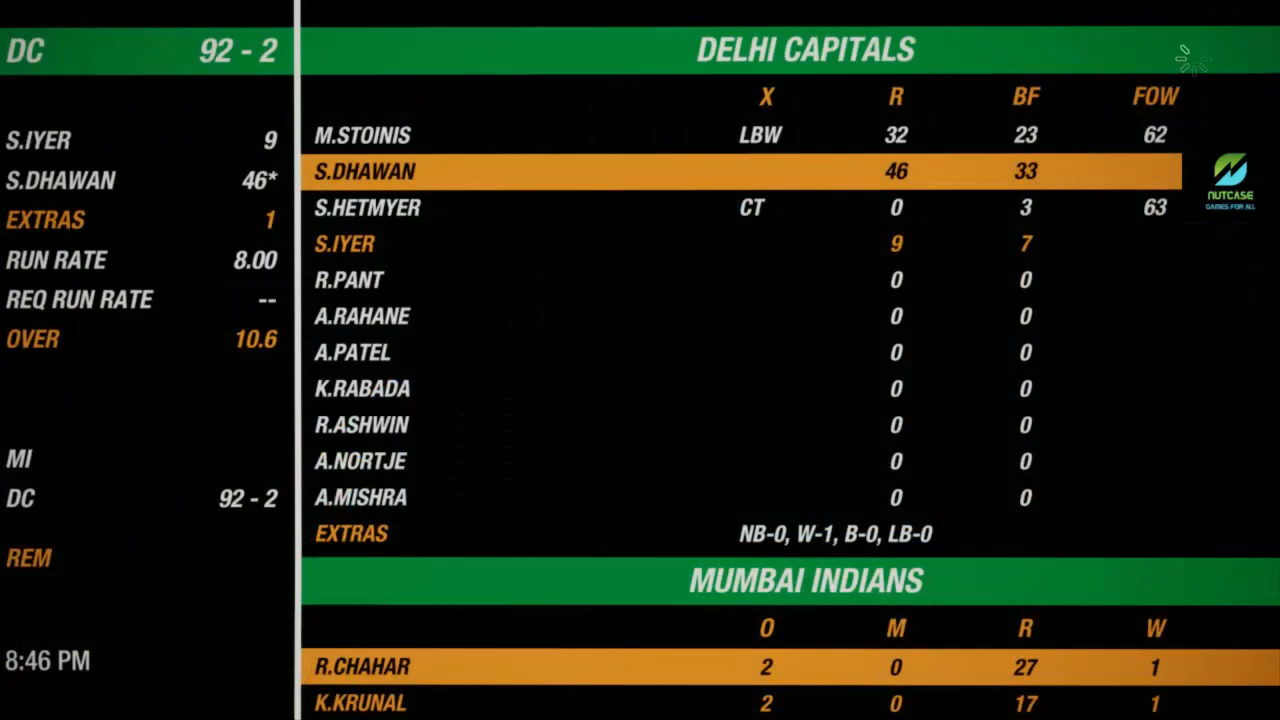 DC 92 - 2
S.IYER 9
S.DHAWAN 46*
EXTRAS 1
RUN RATE 8.00
REQ RUN RATE --
OVER 10.6
MI
DC 92 - 2
REM
8:46 PM
DELHI CAPITALS
X R BF FOW
M.STOINIS LBW 32 23 62
S.DHAWAN 46 33
S.HETMYER CT 0 3 63
S.IYER 9 7
R.PANT 0 0
A.RAHANE 0 0
A.PATEL 0 0
K.RABADA 0 0
R.ASHWIN 0 0
A.NORTJE 0 0
A.MISHRA 0 0
EXTRAS NB-0, W-1, B-0, LB-0
MUMBAI INDIANS
O M R W
R.CHAHAR 2 0 27 1
K.KRUNAL 2 0 17 1
NUTCASE
GAMES FOR ALL